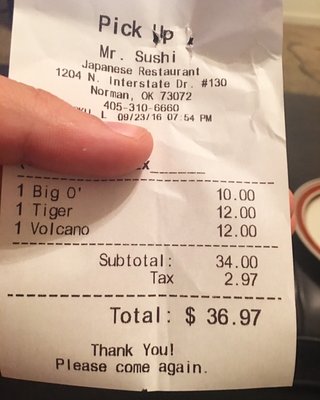 Pick Up
Mr. Sushi
Japanese Restaurant
1204 N. Interstate Dr. #130
Norman, OK 73072
405-310-6660
L 09/23/16 07:54 PM
1 Big O' 10.00
1 Tiger 12.00
1 Volcano 12.00
Subtotal: 34.00
Tax 2.97
Total: $ 36.97
Thank You!
Please come again.